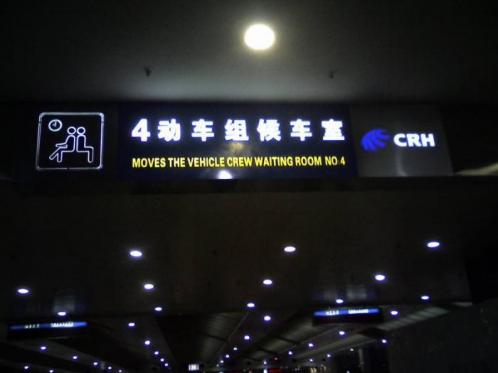 4动车组候车室
MOVES THE VEHICLE CREW WAITING ROOM NO.4
CRH